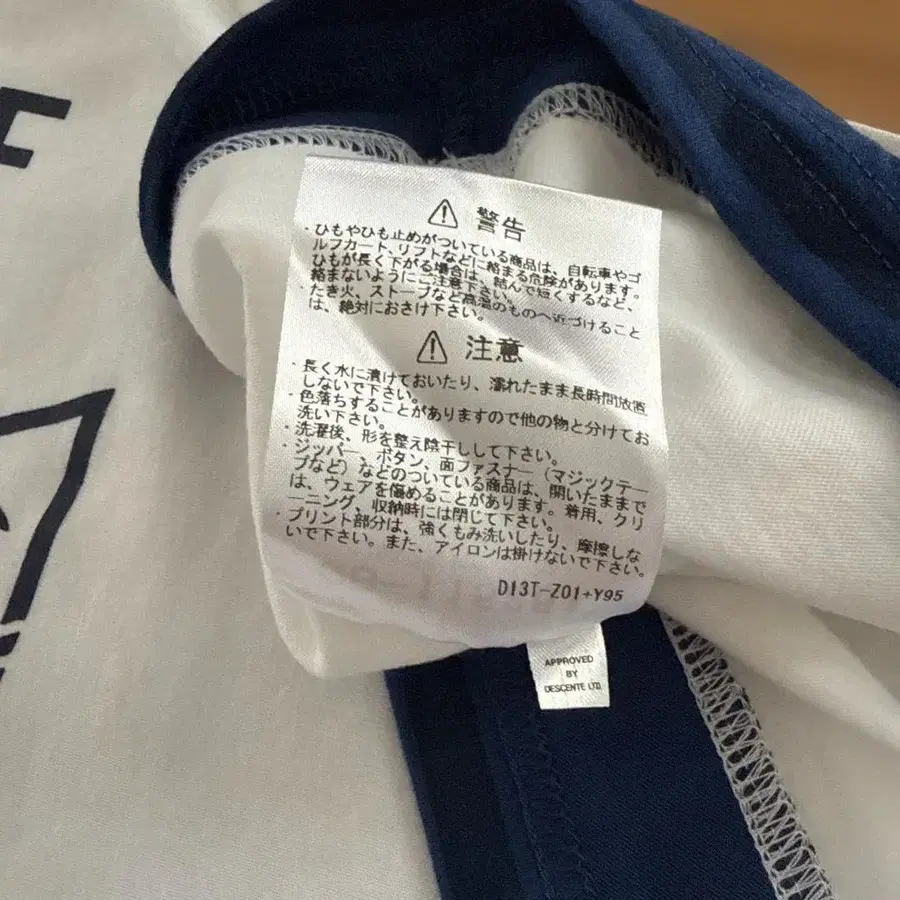 警告
・ひもやひも止めがついている商品は、自転車やゴ
ルフカート、リフトなどに絡まる危険があります。
ひもが長く下がる場合は、結んで短くするなど、
絡まないようにご注意下さい。
・たき火、ストーブなど高温のものへ近づけること
は、絶対におさけ下さい。
注意
・長く水に漬けておいたり、濡れたまま長時間放置
しないで下さい。
・色落ちすることがありますので他の物と分けてお
洗い下さい。
・洗濯後、形を整え陰干しして下さい。
・ジッパー、ボタン、面ファスナー（マジックテー
プなど）などのついている商品は、開いたままで
は、ウェアを傷めることがあります。着用、クリ
ーニング、収納時には閉じて下さい。
・プリント部分は、強くもみ洗いしたり、摩擦しな
いで下さい。また、アイロンは掛けないで下さい。
D13T-Z01+Y95
APPROVED
BY
DESCENTE LTD.